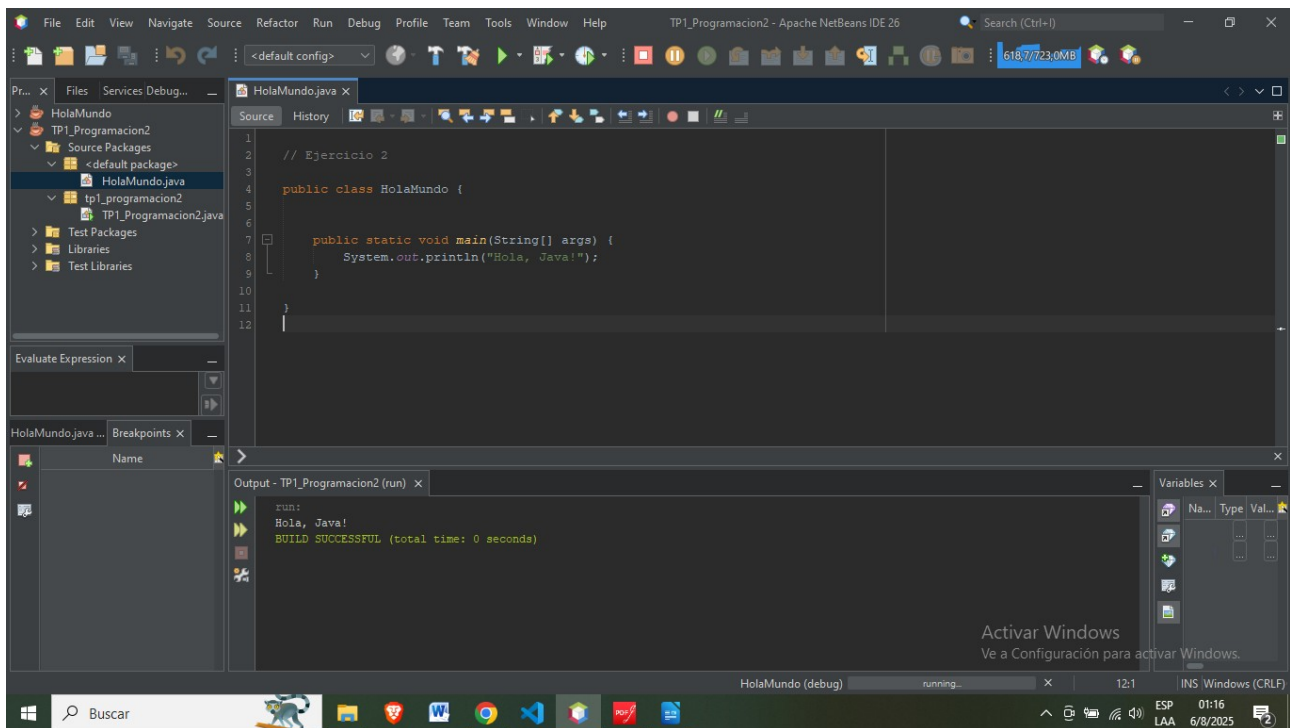 File Edit View Navigate Source Refactor Run Debug Profile Team Tools Window Help TP1_Programacion2 - Apache NetBeans IDE 26 Search (Ctrl+I)
<default config> 618,7/723,0MB
Pr... Files Services Debug... HolaMundo.java
HolaMundo
TP1_Programacion2
Source Packages
<default package>
HolaMundo.java
tp1_programacion2
TP1_Programacion2.java
Test Packages
Libraries
Test Libraries
Source History
1
2 // Ejercicio 2
3
4 public class HolaMundo {
5
6
7 public static void main(String[] args) {
8 System.out.println("Hola, Java!");
9 }
10
11 }
12
Evaluate Expression
HolaMundo.java ... Breakpoints
Name
Output - TP1_Programacion2 (run)
run:
Hola, Java!
BUILD SUCCESSFUL (total time: 0 seconds)
Variables
Na... Type Val...
... ...
... ...
Activar Windows
Ve a Configuración para activar Windows.
HolaMundo (debug) running... 12:1 INS Windows (CRLF)
Buscar
PDF
ESP
LAA
01:16
6/8/2025
2